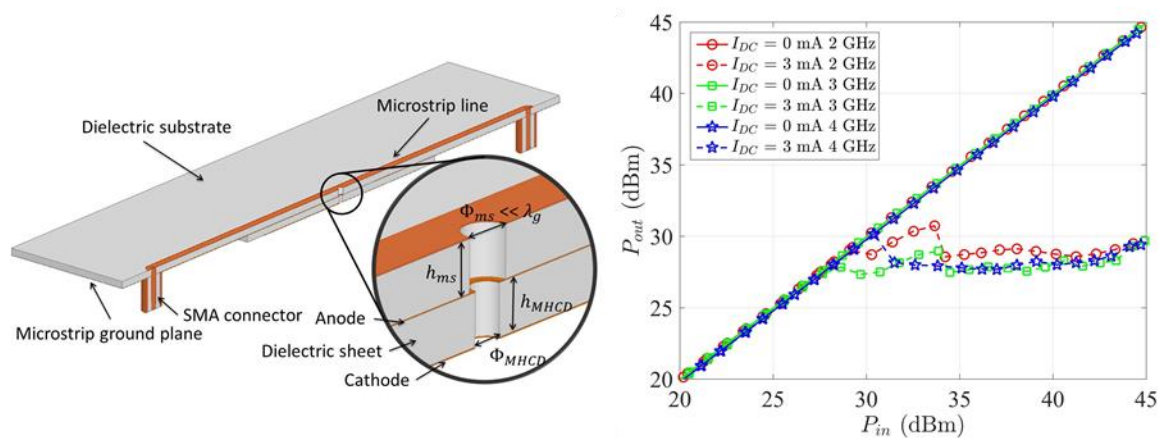 Dielectric substrate
Microstrip line
Φms << λg
hms
hMHCD
ΦMHCD
SMA connector
Microstrip ground plane
Anode
Dielectric sheet
Cathode
45
40
35
30
25
20
Pout (dBm)
IDC = 0 mA 2 GHz
IDC = 3 mA 2 GHz
IDC = 0 mA 3 GHz
IDC = 3 mA 3 GHz
IDC = 0 mA 4 GHz
IDC = 3 mA 4 GHz
20 25 30 35 40 45
Pin (dBm)